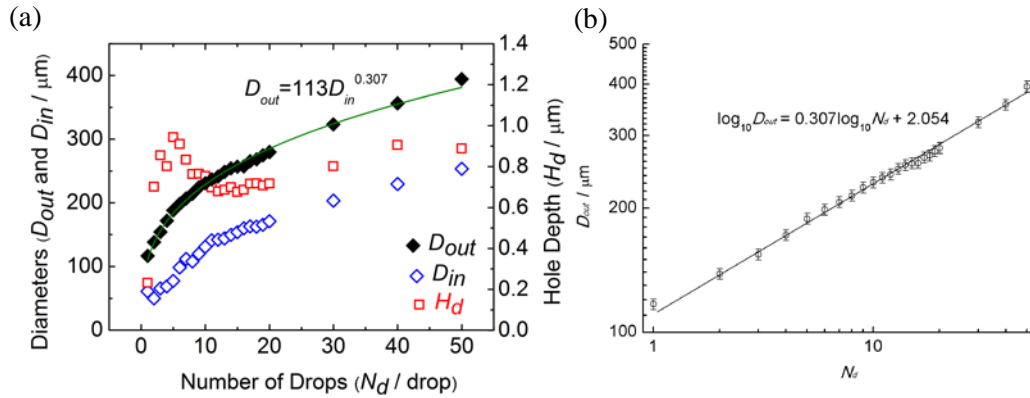 (a)
Diameters (D_out and D_in / μm)
400
300
200
100
0
D_out=113D_in^0.307
D_out
D_in
H_d
1.4
1.2
1.0
0.8
0.6
0.4
0.2
0.0
Hole Depth (H_d / μm)
0 10 20 30 40 50
Number of Drops (N_d / drop)
(b)
500
400
300
200
100
D_out / μm
log₁₀D_out = 0.307log₁₀N_d + 2.054
1 10
N_d